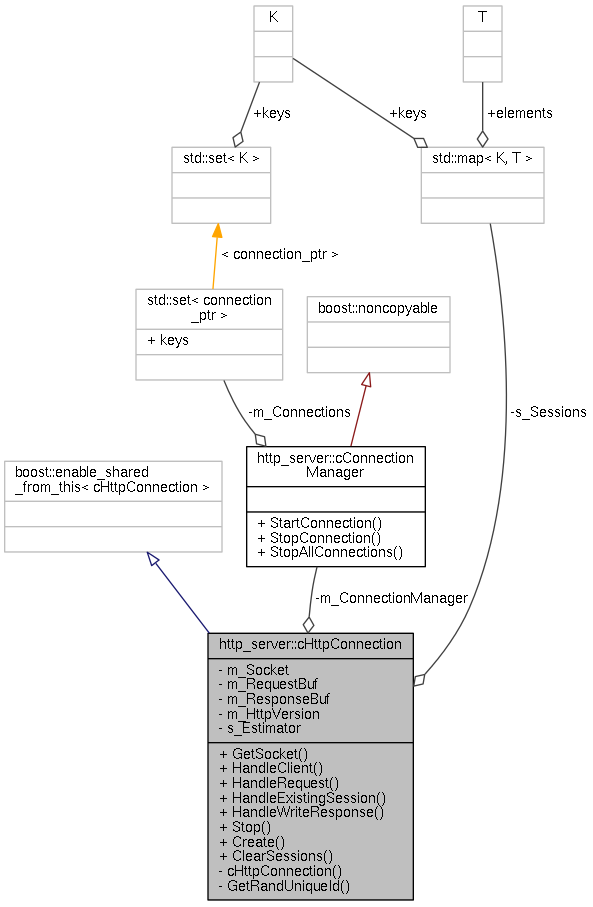 K
T
+keys
+keys
+elements
std::set< K >
std::map< K, T >
< connection_ptr >
std::set< connection
_ptr >
+ keys
boost::noncopyable
-m_Connections
-s_Sessions
http_server::cConnection
Manager
+ StartConnection()
+ StopConnection()
+ StopAllConnections()
boost::enable_shared
_from_this< cHttpConnection >
-m_ConnectionManager
http_server::cHttpConnection
- m_Socket
- m_RequestBuf
- m_ResponseBuf
- m_HttpVersion
- s_Estimator
+ GetSocket()
+ HandleClient()
+ HandleRequest()
+ HandleExistingSession()
+ HandleWriteResponse()
+ Stop()
+ Create()
+ ClearSessions()
- cHttpConnection()
- GetRandUniqueId()